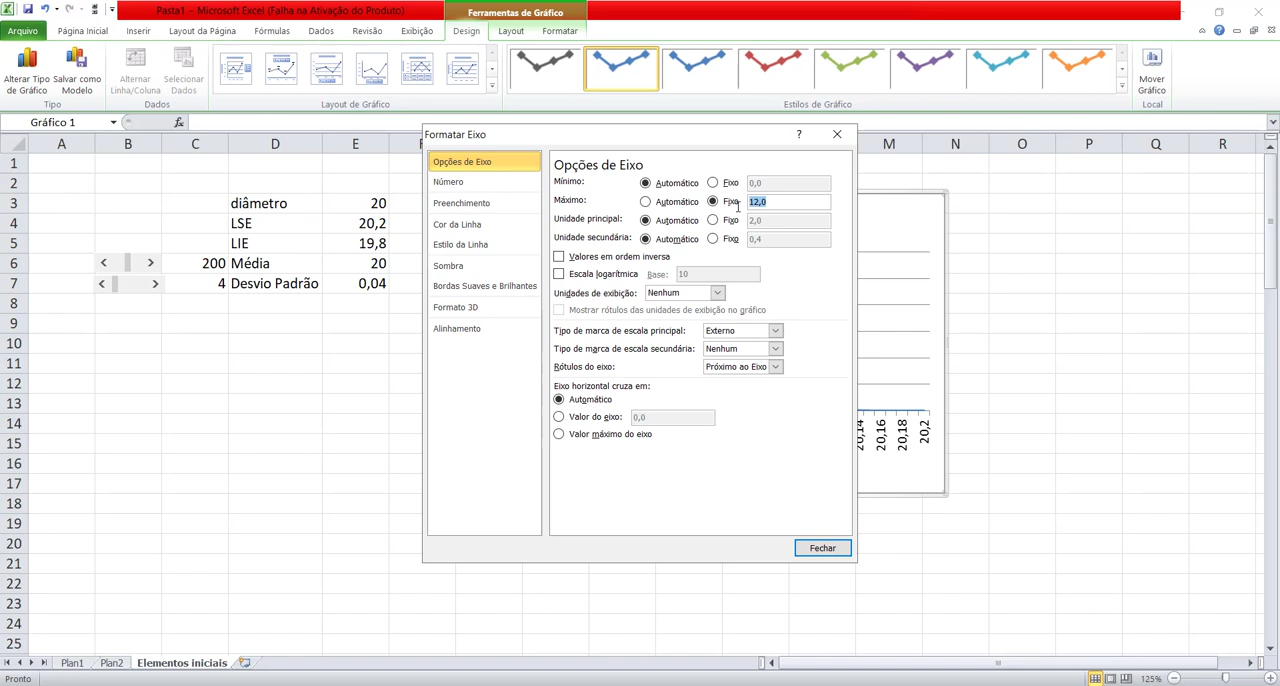 Pasta1 - Microsoft Excel (Falha na Ativação do Produto)
Ferramentas de Gráfico
Arquivo Página Inicial Inserir Layout da Página Fórmulas Dados Revisão Exibição Design Layout Formatar
Alterar Tipo de Gráfico
Salvar como Modelo
Alternar Linha/Coluna
Selecionar Dados
Mover Gráfico
Tipo Dados Layout de Gráfico Estilos de Gráfico Local
Gráfico 1 fx
A B C D E M N O P Q R
1
2
3 diâmetro 20
4 LSE 20,2
5 LIE 19,8
6 200 Média 20
7 4 Desvio Padrão 0,04
8
9
10
11
12
13
14
15
16
17
18
19
20
21
22
23
24
25
Formatar Eixo
Opções de Eixo
Número
Preenchimento
Cor da Linha
Estilo da Linha
Sombra
Bordas Suaves e Brilhantes
Formato 3D
Alinhamento
Opções de Eixo
Mínimo: Automático Fixo 0,0
Máximo: Automático Fixo 12,0
Unidade principal: Automático Fixo 2,0
Unidade secundária: Automático Fixo 0,4
Valores em ordem inversa
Escala logarítmica Base: 10
Unidades de exibição: Nenhum
Mostrar rótulos das unidades de exibição no gráfico
Tipo de marca de escala principal: Externo
Tipo de marca de escala secundária: Nenhum
Rótulos do eixo: Próximo ao Eixo
Eixo horizontal cruza em:
Automático
Valor do eixo: 0,0
Valor máximo do eixo
Fechar
20,14
20,16
20,18
20,2
Plan1 Plan2 Elementos iniciais
Pronto 125%